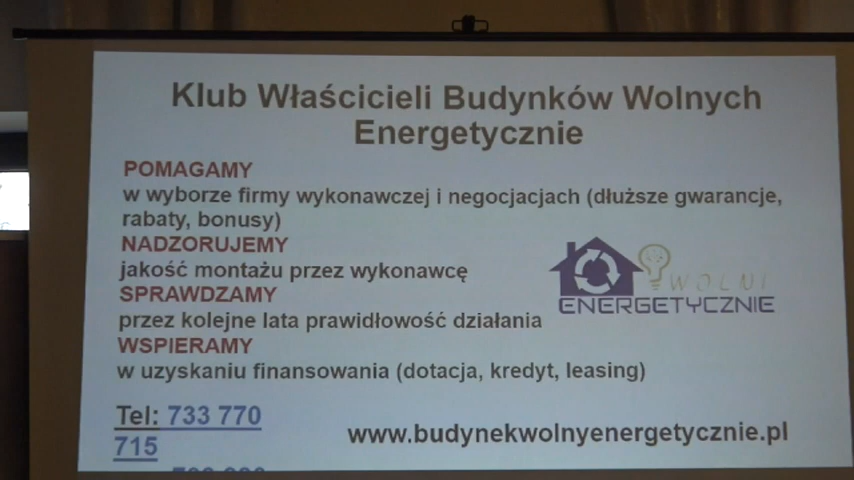 Klub Właścicieli Budynków Wolnych
Energetycznie
POMAGAMY
w wyborze firmy wykonawczej i negocjacjach (dłuższe gwarancje,
rabaty, bonusy)
NADZORUJEMY
jakość montażu przez wykonawcę
SPRAWDZAMY
przez kolejne lata prawidłowość działania
WSPIERAMY
w uzyskaniu finansowania (dotacja, kredyt, leasing)
WOLNI
ENERGETYCZNIE
Tel: 733 770
715
www.budynekwolnyenergetycznie.pl